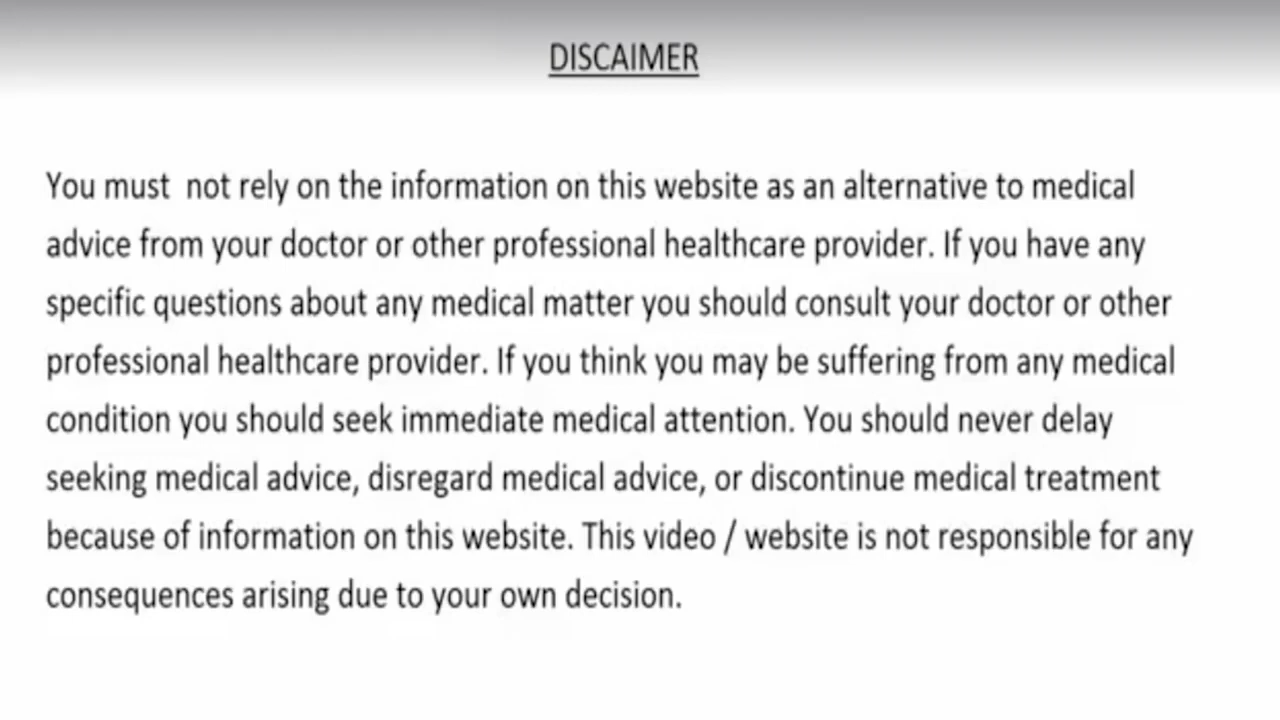 DISCAIMER
You must  not rely on the information on this website as an alternative to medical
advice from your doctor or other professional healthcare provider. If you have any
specific questions about any medical matter you should consult your doctor or other
professional healthcare provider. If you think you may be suffering from any medical
condition you should seek immediate medical attention. You should never delay
seeking medical advice, disregard medical advice, or discontinue medical treatment
because of information on this website. This video / website is not responsible for any
consequences arising due to your own decision.